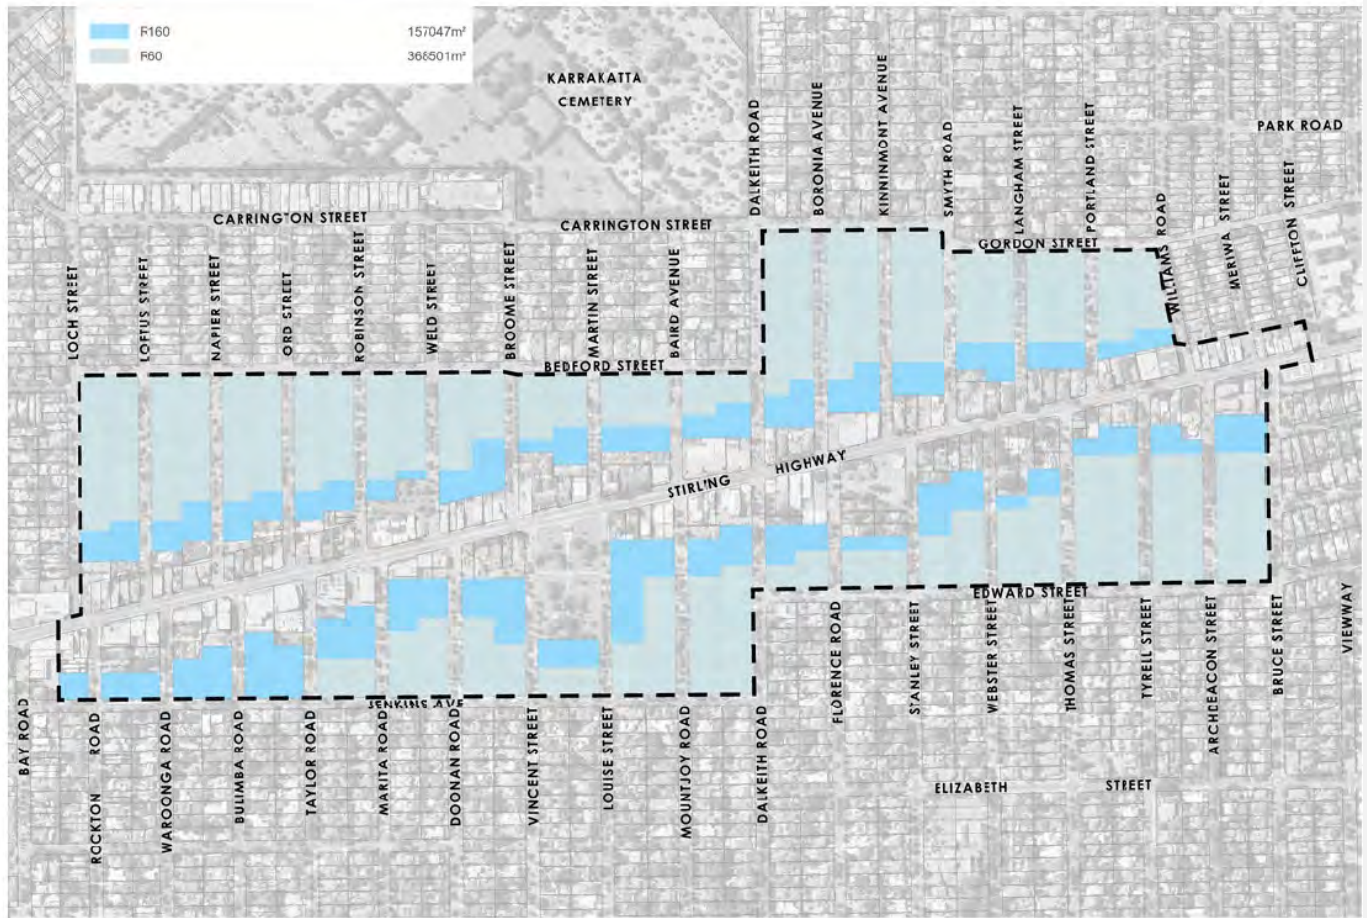 R160 157047m²
R60 366501m²
KARRAKATTA
CEMETERY
PARK ROAD
CARRINGTON STREET
CARRINGTON STREET
DALKEITH ROAD
BORONIA AVENUE
KINNINMONT AVENUE
SMYTH ROAD
LANGHAM STREET
PORTLAND STREET
WILLIAMS ROAD
MERIWA STREET
CLIFFTON STREET
GORDON STREET
LOCH STREET
LOFTUS STREET
NAPIER STREET
ORD STREET
ROBINSON STREET
WELD STREET
BROOME STREET
MARTIN STREET
BAIRD AVENUE
BEDFORD STREET
STIRLING HIGHWAY
EDWARD STREET
JENKINS AVE
BAY ROAD
ROCKTON ROAD
WAROONGA ROAD
BULIMBA ROAD
TAYLOR ROAD
MARITA ROAD
DOONAN ROAD
VINCENT STREET
LOUISE STREET
MOUNTJOY ROAD
DALKEITH ROAD
FLORENCE ROAD
STANLEY STREET
WEBSTER STREET
THOMAS STREET
TYRELL STREET
ARCHDEACON STREET
BRUCE STREET
VIEWWAY
ELIZABETH STREET